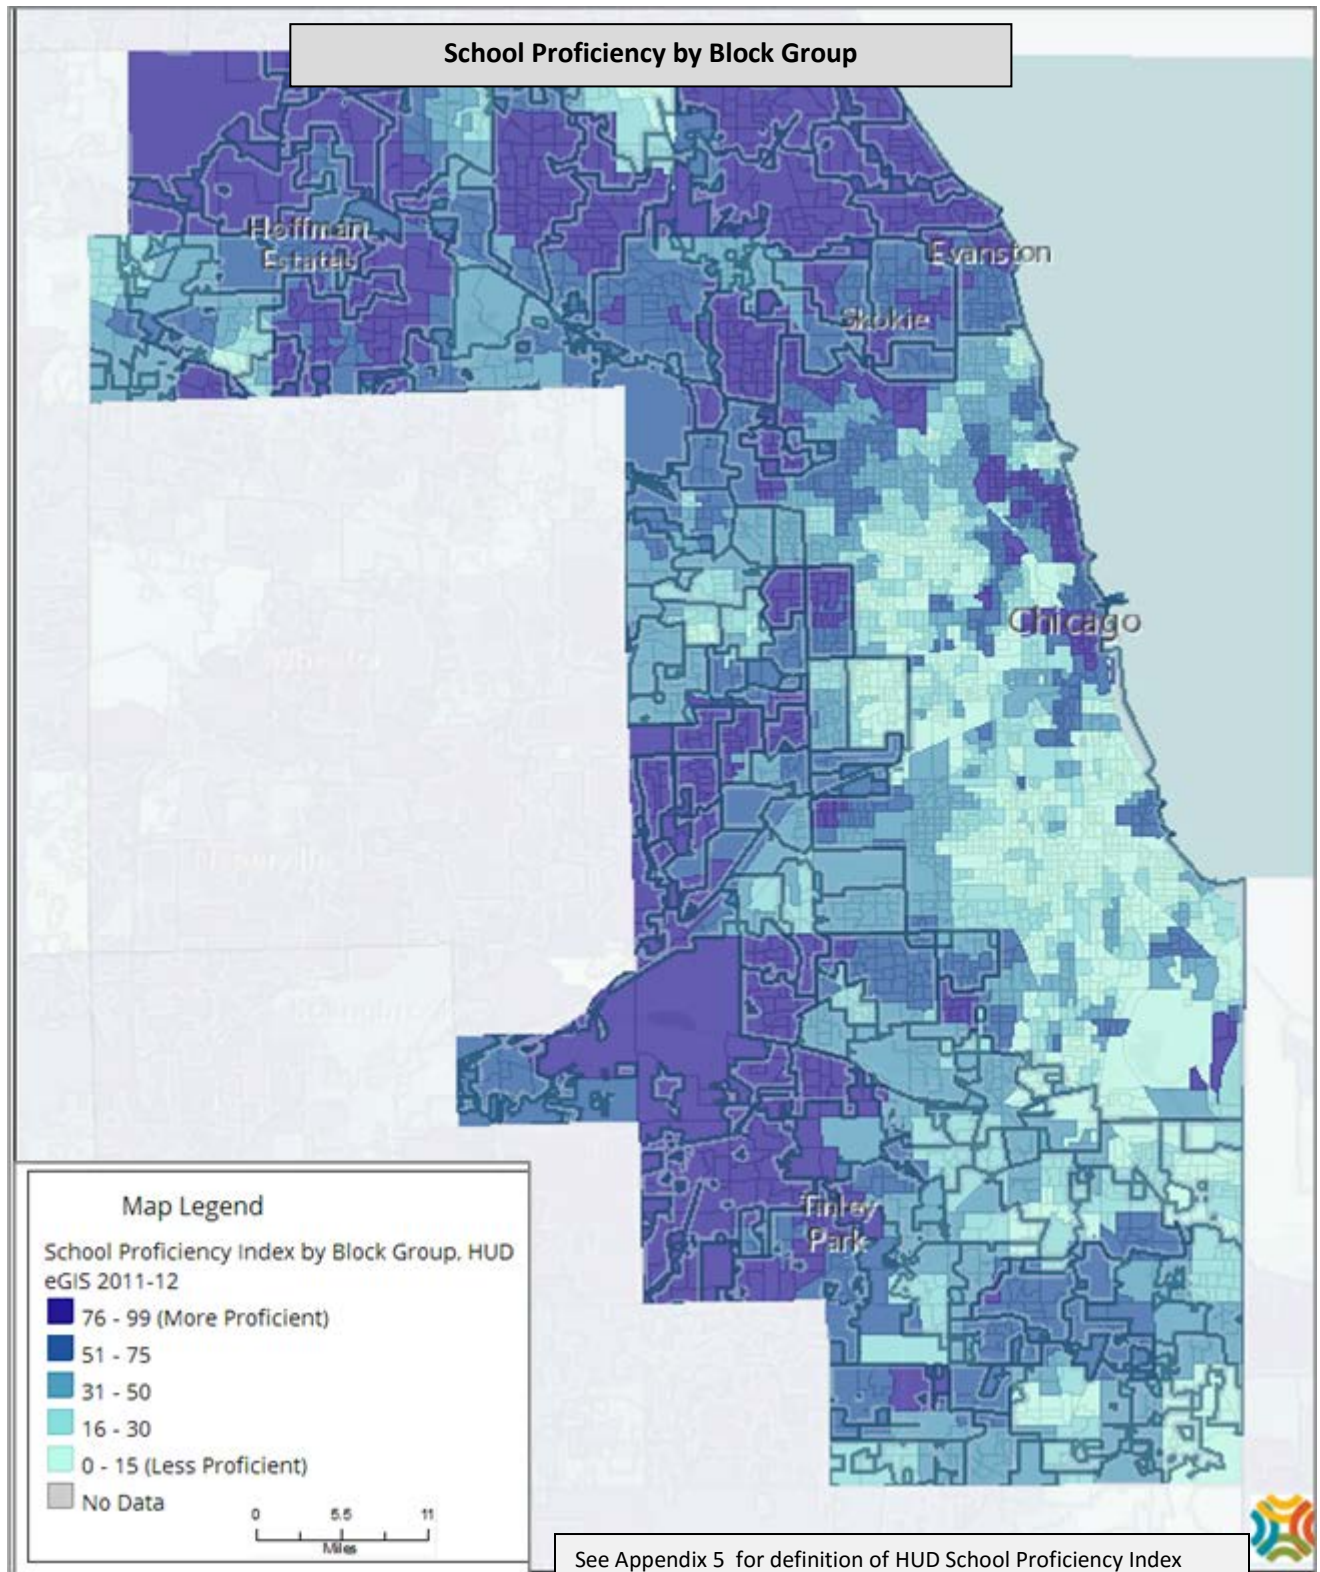 School Proficiency by Block Group
Hoffman
Estates
Evanston
Skokie
Chicago
Tinley
Park
Map Legend
School Proficiency Index by Block Group, HUD
eGIS 2011-12
76 - 99 (More Proficient)
51 - 75
31 - 50
16 - 30
0 - 15 (Less Proficient)
No Data
0 5.5 11
Miles
See Appendix 5 for definition of HUD School Proficiency Index